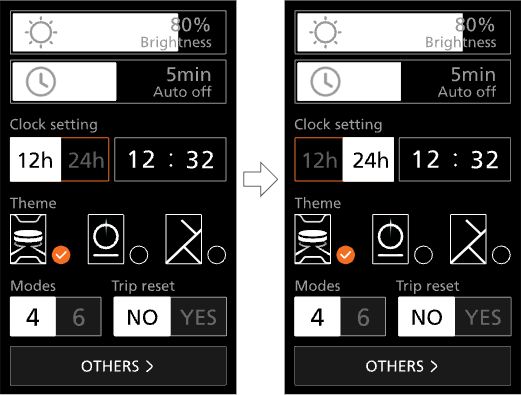 80%
Brightness
5min
Auto off
Clock setting
12h 24h 12 : 32
Theme
Modes Trip reset
4 6 NO YES
OTHERS >
80%
Brightness
5min
Auto off
Clock setting
12h 24h 12 : 32
Theme
Modes Trip reset
4 6 NO YES
OTHERS >